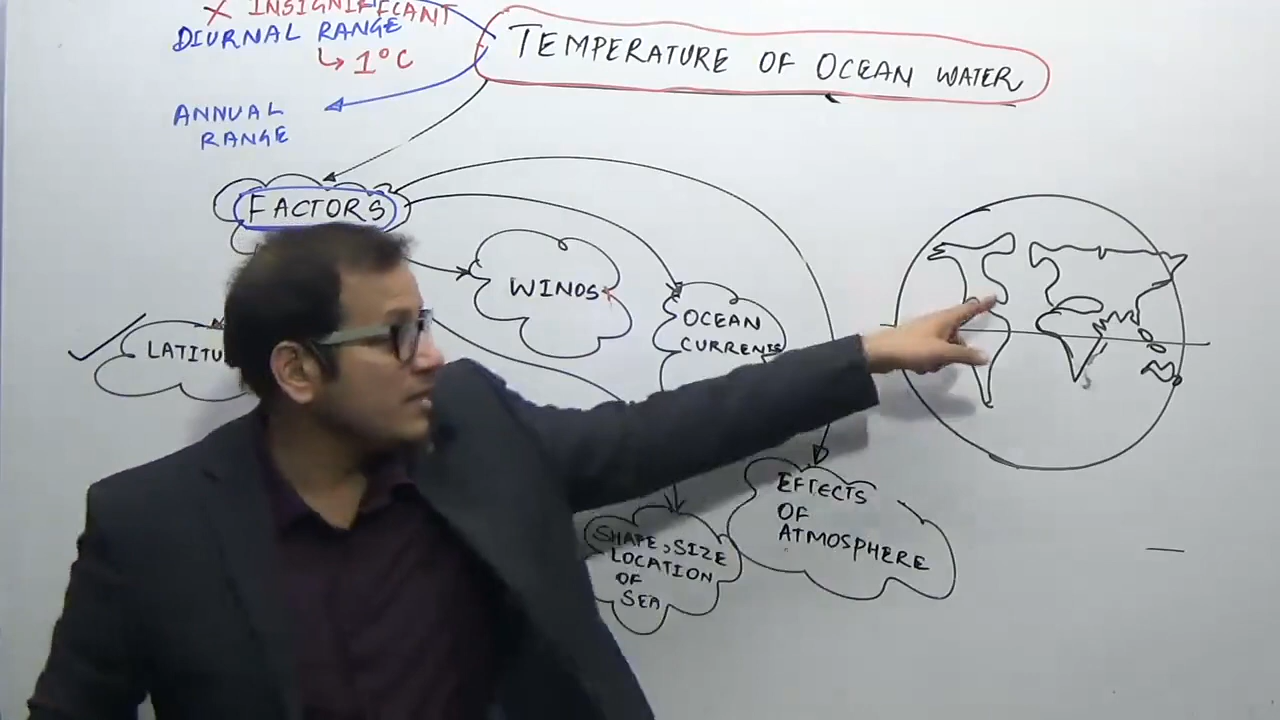 X INSIGNIFICANT
DIURNAL RANGE
↳ 1°C
TEMPERATURE OF OCEAN WATER
ANNUAL
RANGE
FACTORS
WINDS
OCEAN
CURRENTS
LATITU
EFFECTS
OF
ATMOSPHERE
SHAPE, SIZE
LOCATION
OF
SEA